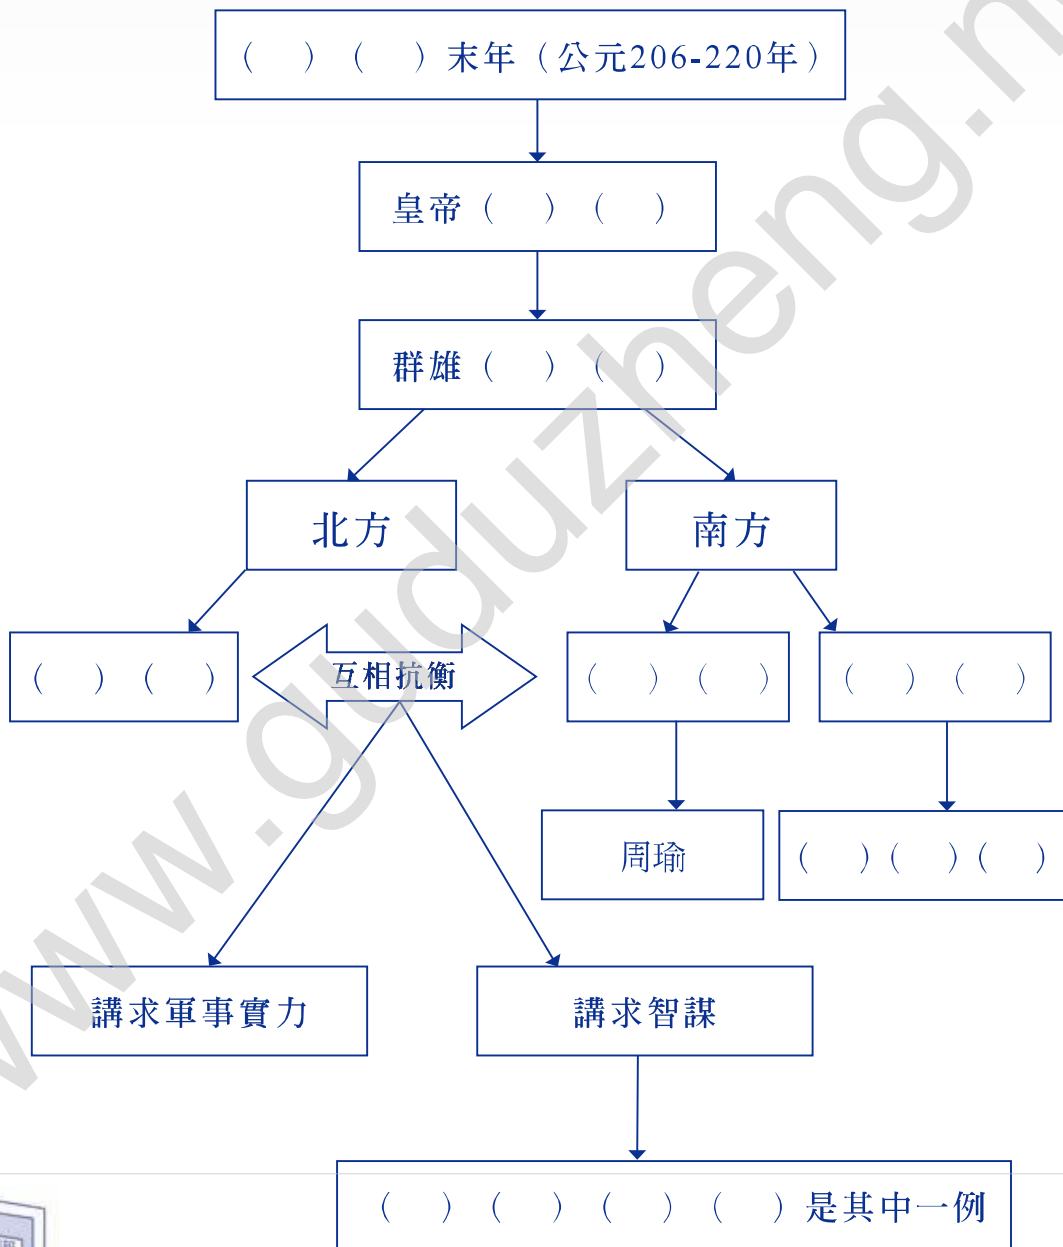 （　）（　）末年（公元206-220年）
皇帝（　）（　）
群雄（　）（　）
北方
南方
（　）（　）
互相抗衡
（　）（　）
（　）（　）
周瑜
（　）（　）（　）
講求軍事實力
講求智謀
（　）（　）（　）（　）是其中一例
www.guduzheng.n